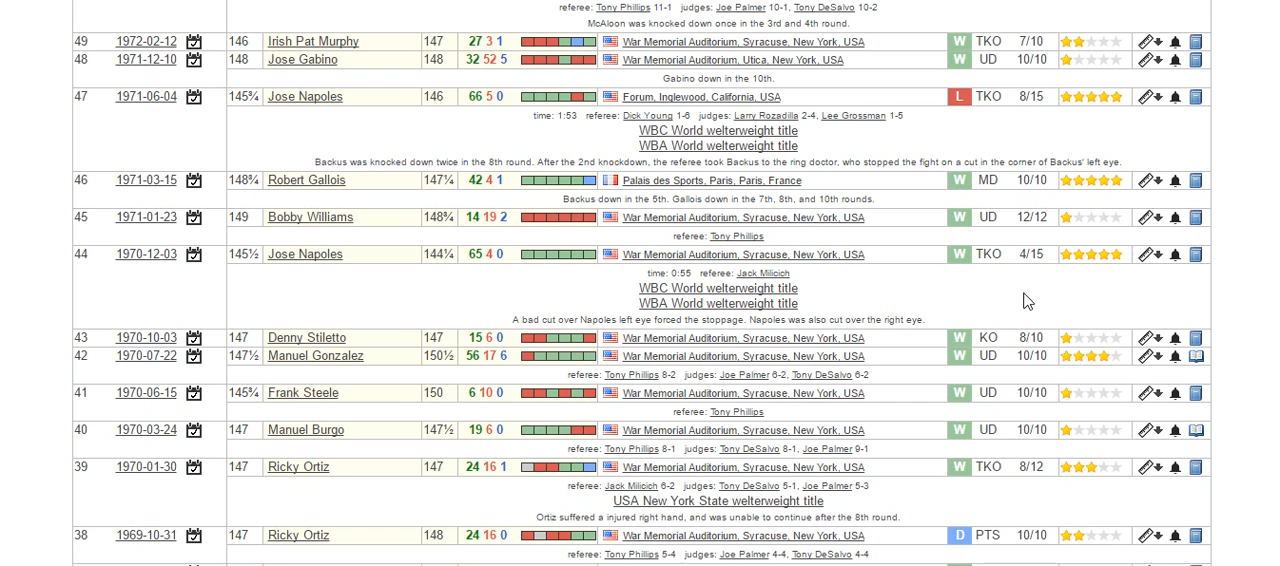 referee: Tony Phillips 11-1 judges: Joe Palmer 10-1, Tony DeSalvo 10-2
McAloon was knocked down once in the 3rd and 4th round.
49 1972-02-12 146 Irish Pat Murphy 147 27 3 1 War Memorial Auditorium, Syracuse, New York, USA W TKO 7/10
48 1971-12-10 148 Jose Gabino 148 32 52 5 War Memorial Auditorium, Utica, New York, USA W UD 10/10
Gabino down in the 10th.
47 1971-06-04 145¾ Jose Napoles 146 66 5 0 Forum, Inglewood, California, USA L TKO 8/15
time: 1:53 referee: Dick Young 1-6 judges: Larry Rozadilla 2-4, Lee Grossman 1-5
WBC World welterweight title
WBA World welterweight title
Backus was knocked down twice in the 8th round. After the 2nd knockdown, the referee took Backus to the ring doctor, who stopped the fight on a cut in the corner of Backus' left eye.
46 1971-03-15 148¾ Robert Gallois 147¼ 42 4 1 Palais des Sports, Paris, Paris, France W MD 10/10
Backus down in the 5th. Gallois down in the 7th, 8th, and 10th rounds.
45 1971-01-23 149 Bobby Williams 148¾ 14 19 2 War Memorial Auditorium, Syracuse, New York, USA W UD 12/12
referee: Tony Phillips
44 1970-12-03 145½ Jose Napoles 144¼ 65 4 0 War Memorial Auditorium, Syracuse, New York, USA W TKO 4/15
time: 0:55 referee: Jack Milicich
WBC World welterweight title
WBA World welterweight title
A bad cut over Napoles left eye forced the stoppage. Napoles was also cut over the right eye.
43 1970-10-03 147 Denny Stiletto 147 15 6 0 War Memorial Auditorium, Syracuse, New York, USA W KO 8/10
42 1970-07-22 147½ Manuel Gonzalez 150½ 56 17 6 War Memorial Auditorium, Syracuse, New York, USA W UD 10/10
referee: Tony Phillips 8-2 judges: Joe Palmer 6-2, Tony DeSalvo 6-2
41 1970-06-15 145¾ Frank Steele 150 6 10 0 War Memorial Auditorium, Syracuse, New York, USA W UD 10/10
referee: Tony Phillips
40 1970-03-24 147 Manuel Burgo 147½ 19 6 0 War Memorial Auditorium, Syracuse, New York, USA W UD 10/10
referee: Tony Phillips 8-1 judges: Tony DeSalvo 8-1, Joe Palmer 9-1
39 1970-01-30 147 Ricky Ortiz 147 24 16 1 War Memorial Auditorium, Syracuse, New York, USA W TKO 8/12
referee: Jack Milicich 6-2 judges: Tony DeSalvo 5-1, Joe Palmer 5-3
USA New York State welterweight title
Ortiz suffered a injured right hand, and was unable to continue after the 8th round.
38 1969-10-31 147 Ricky Ortiz 148 24 16 0 War Memorial Auditorium, Syracuse, New York, USA D PTS 10/10
referee: Tony Phillips 5-4 judges: Joe Palmer 4-4, Tony DeSalvo 4-4